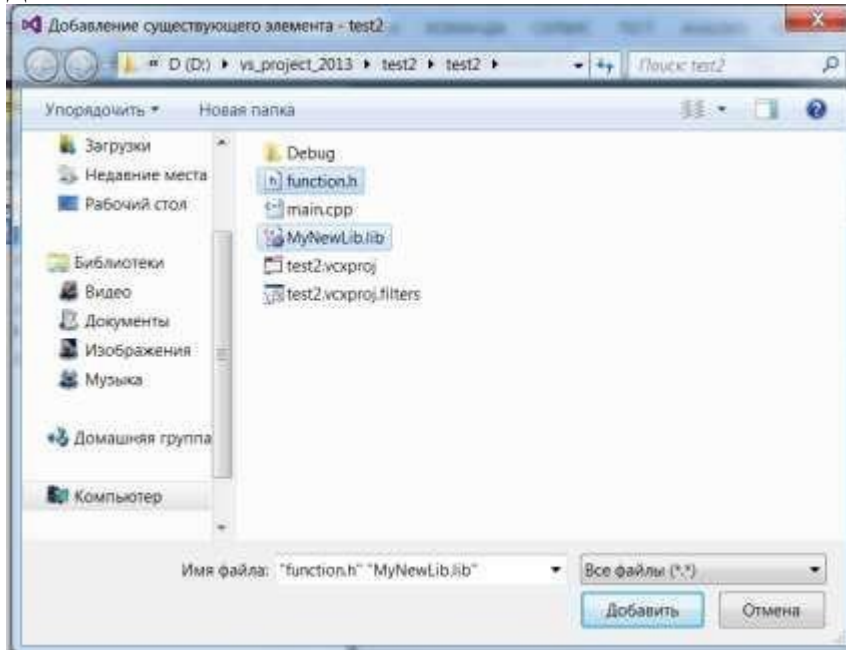 Добавление существующего элемента - test2
D (D:) vs_project_2013 test2 test2
Поиск: test2
Упорядочить Новая папка
Загрузки
Недавние места
Рабочий стол
Библиотеки
Видео
Документы
Изображения
Музыка
Домашняя группа
Компьютер
Debug
function.h
main.cpp
MyNewLib.lib
test2.vcxproj
test2.vcxproj.filters
Имя файла: "function.h" "MyNewLib.lib"
Все файлы (*.*)
Добавить Отмена